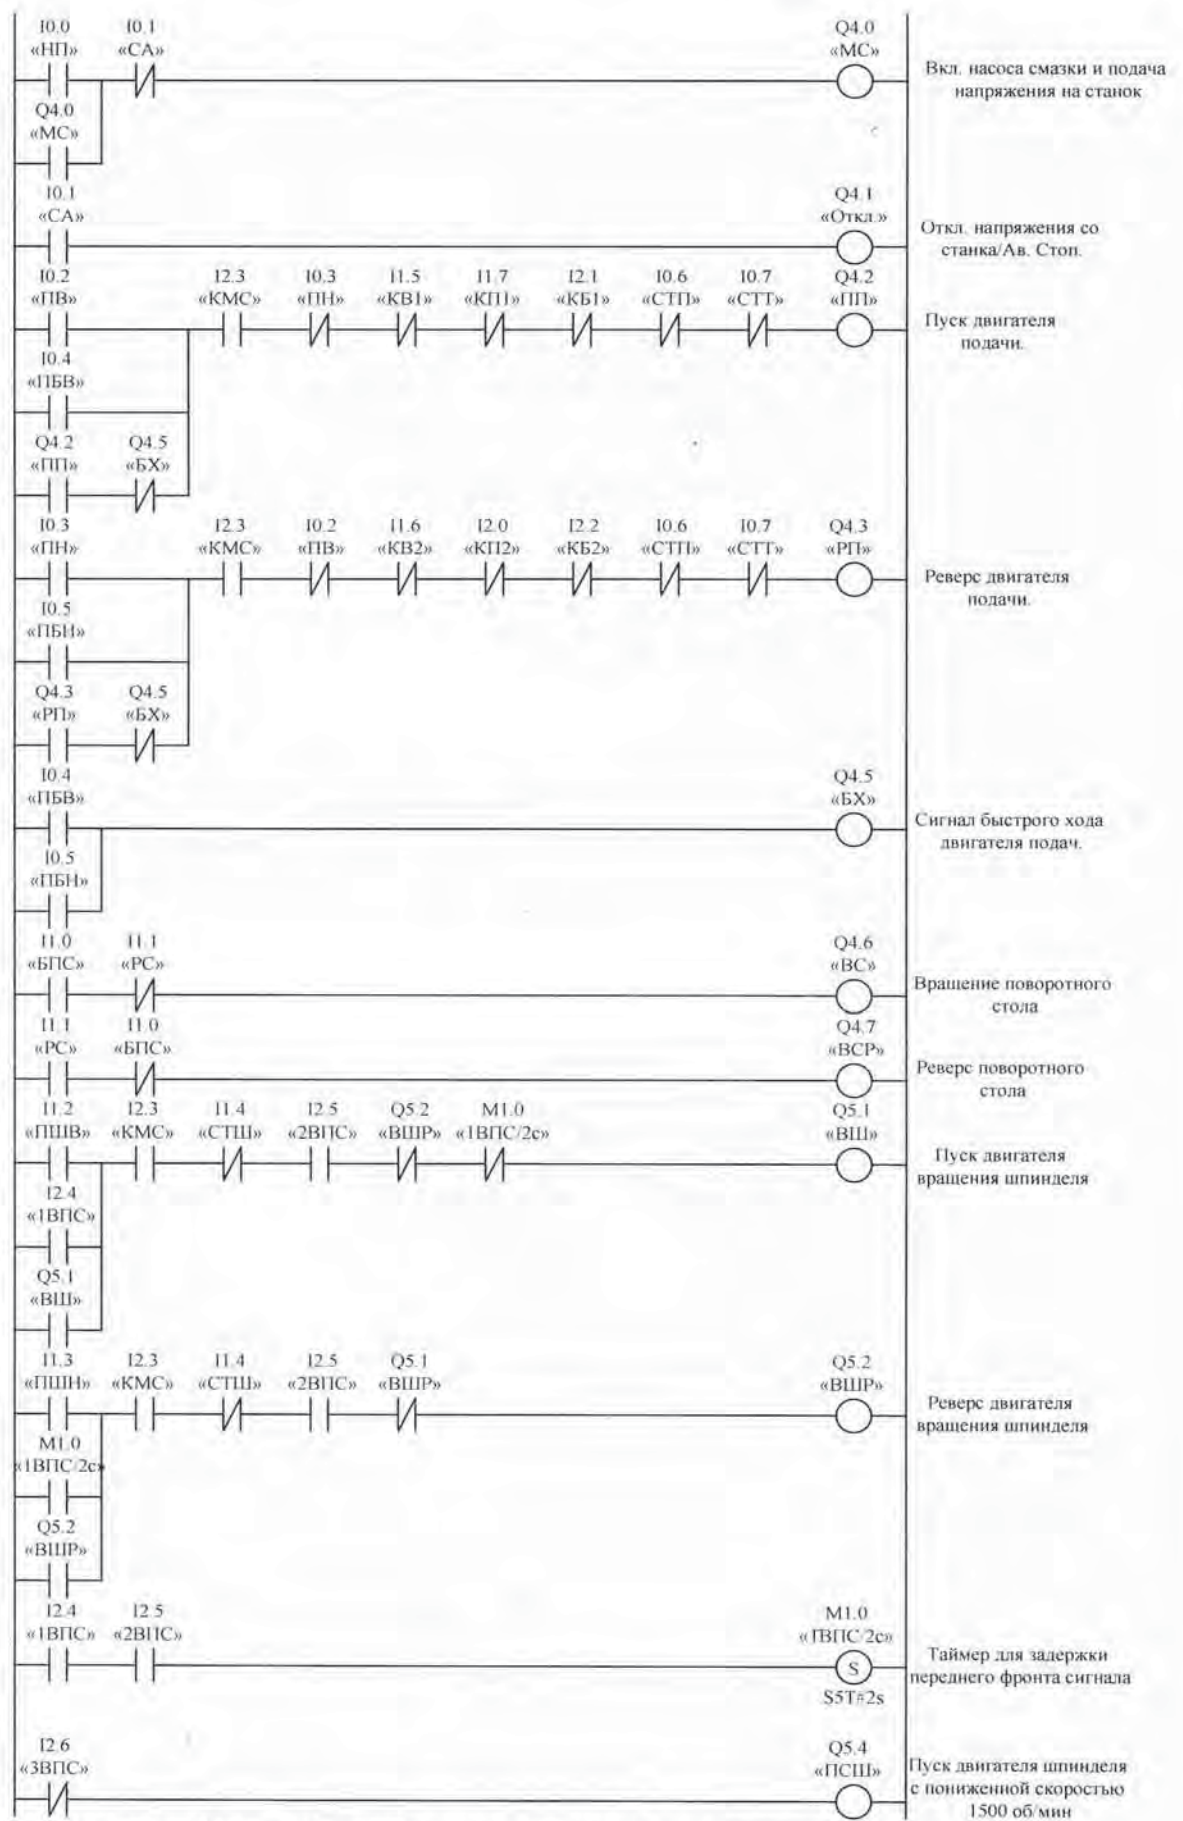 I0.0 I0.1 Q4.0
«НП» «СА» «МС»
Вкл. насоса смазки и подача
напряжения на станок
Q4.0
«МС»
I0.1 Q4.1
«СА» «Откл.»
Откл. напряжения со
станка/Ав. Стоп.
I0.2 I2.3 I0.3 I1.5 I1.7 I2.1 I0.6 I0.7 Q4.2
«ПВ» «КМС» «ПН» «КВ1» «КП1» «КБ1» «СТП» «СТТ» «ПП»
Пуск двигателя
подачи.
I0.4
«ПБВ»
Q4.2 Q4.5
«ПП» «БХ»
I0.3 I2.3 I0.2 I1.6 I2.0 I2.2 I0.6 I0.7 Q4.3
«ПН» «КМС» «ПВ» «КВ2» «КП2» «КБ2» «СТП» «СТТ» «РП»
Реверс двигателя
подачи.
I0.5
«ПБН»
Q4.3 Q4.5
«РП» «БХ»
I0.4 Q4.5
«ПБВ» «БХ»
Сигнал быстрого хода
двигателя подач.
I0.5
«ПБН»
I1.0 I1.1 Q4.6
«БПС» «РС» «ВС»
Вращение поворотного
стола
I1.1 I1.0 Q4.7
«РС» «БПС» «ВСР»
Реверс поворотного
стола
I1.2 I2.3 I1.4 I2.5 Q5.2 M1.0 Q5.1
«ПШВ» «КМС» «СТШ» «2ВПС» «ВШР» «1ВПС/2с» «ВШ»
Пуск двигателя
вращения шпинделя
I2.4
«1ВПС»
Q5.1
«ВШ»
I1.3 I2.3 I1.4 I2.5 Q5.1 Q5.2
«ПШН» «КМС» «СТШ» «2ВПС» «ВШР» «ВШР»
Реверс двигателя
вращения шпинделя
M1.0
«1ВПС/2с»
Q5.2
«ВШР»
I2.4 I2.5 M1.0
«1ВПС» «2ВПС» «1ВПС/2с»
S
S5T#2s
Таймер для задержки
переднего фронта сигнала
I2.6 Q5.4
«3ВПС» «ПСШ»
Пуск двигателя шпинделя
с пониженной скоростью
1500 об/мин